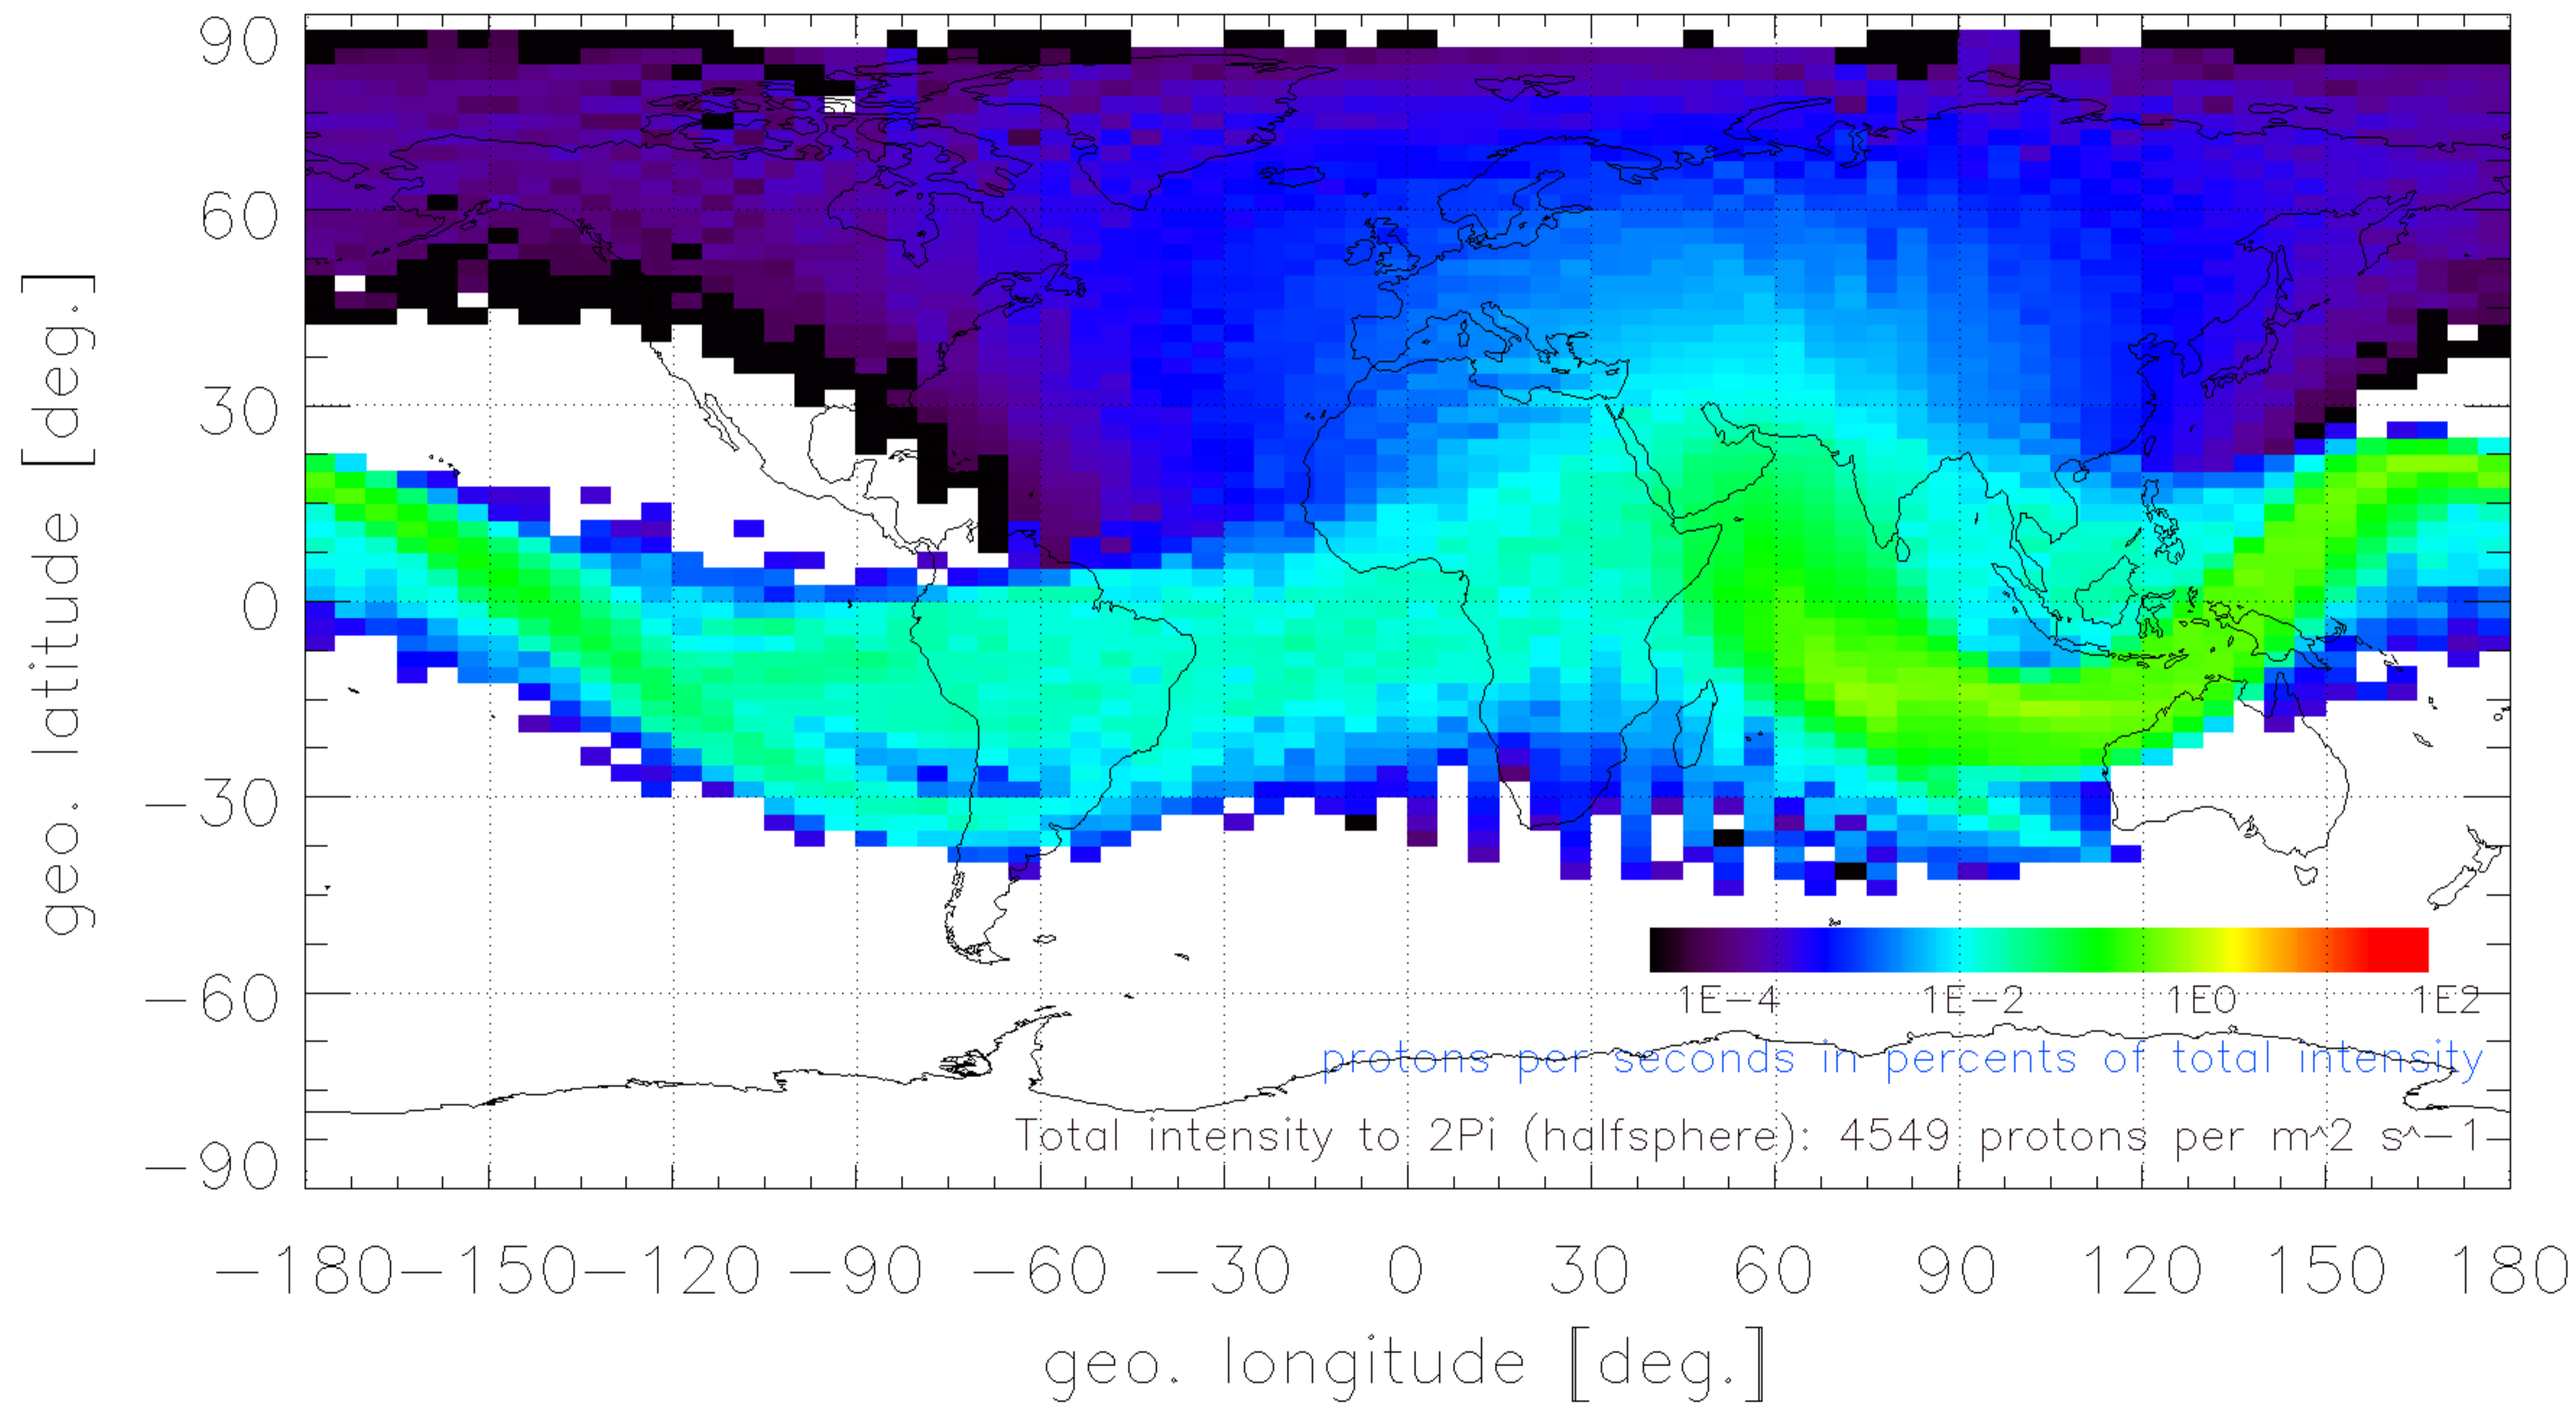 geo. latitude [deg.]
90
60
30
0
−30
−60
−90
1E−4 1E−2 1E0 1E2
protons per seconds in percents of total intensity
Total intensity to 2Pi (halfsphere): 4549 protons per m^2 s^−1
−180 −150 −120 −90 −60 −30 0 30 60 90 120 150 180
geo. longitude [deg.]